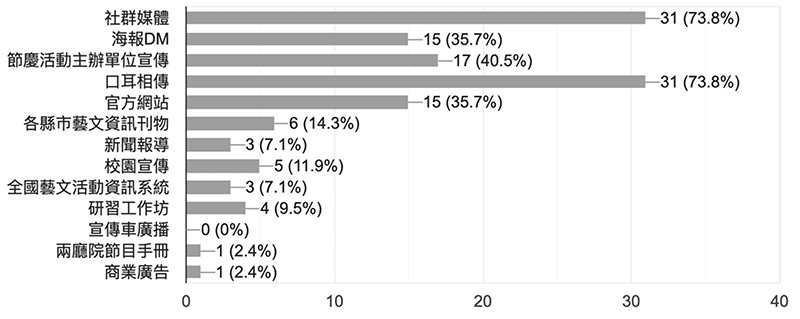 社群媒體 31 (73.8%)
海報DM 15 (35.7%)
節慶活動主辦單位宣傳 17 (40.5%)
口耳相傳 31 (73.8%)
官方網站 15 (35.7%)
各縣市藝文資訊刊物 6 (14.3%)
新聞報導 3 (7.1%)
校園宣傳 5 (11.9%)
全國藝文活動資訊系統 3 (7.1%)
研習工作坊 4 (9.5%)
宣傳車廣播 0 (0%)
兩廳院節目手冊 1 (2.4%)
商業廣告 1 (2.4%)
0 10 20 30 40